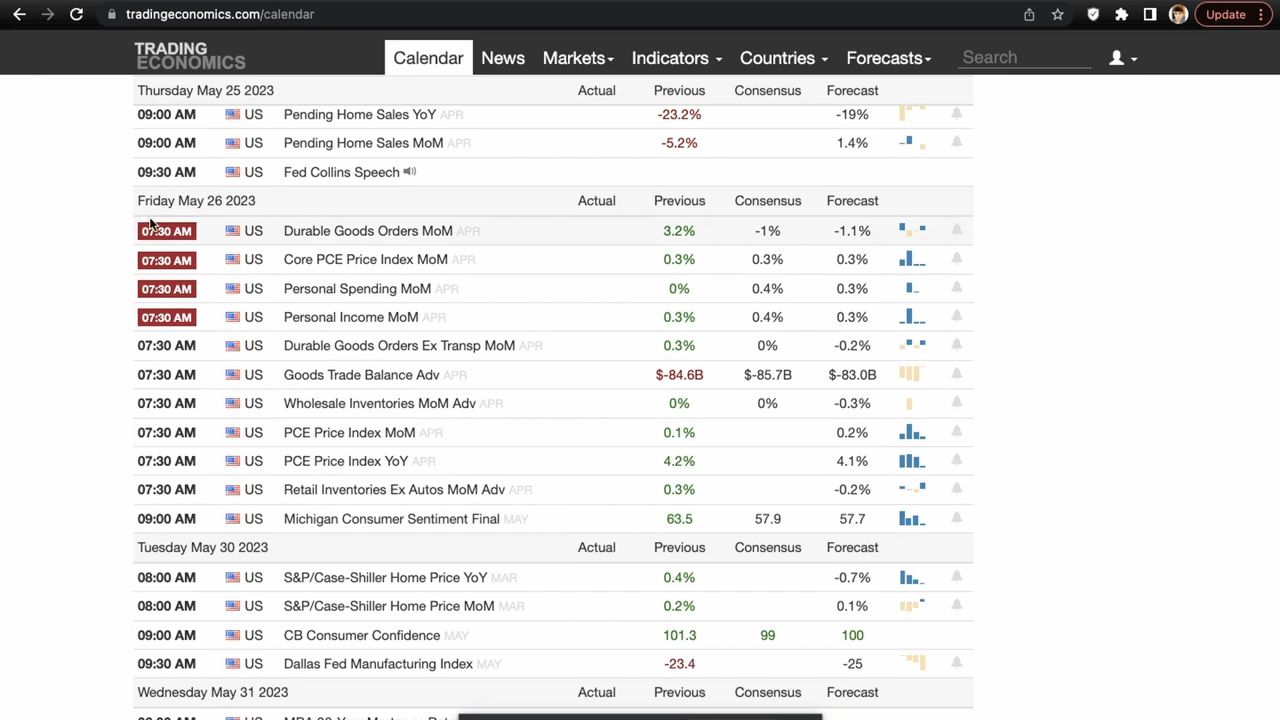 tradingeconomics.com/calendar Update
TRADING ECONOMICS Calendar News Markets Indicators Countries Forecasts Search
Thursday May 25 2023 Actual Previous Consensus Forecast
09:00 AM US Pending Home Sales YoY APR -23.2% -19%
09:00 AM US Pending Home Sales MoM APR -5.2% 1.4%
09:30 AM US Fed Collins Speech
Friday May 26 2023 Actual Previous Consensus Forecast
07:30 AM US Durable Goods Orders MoM APR 3.2% -1% -1.1%
07:30 AM US Core PCE Price Index MoM APR 0.3% 0.3% 0.3%
07:30 AM US Personal Spending MoM APR 0% 0.4% 0.3%
07:30 AM US Personal Income MoM APR 0.3% 0.4% 0.3%
07:30 AM US Durable Goods Orders Ex Transp MoM APR 0.3% 0% -0.2%
07:30 AM US Goods Trade Balance Adv APR $-84.6B $-85.7B $-83.0B
07:30 AM US Wholesale Inventories MoM Adv APR 0% 0% -0.3%
07:30 AM US PCE Price Index MoM APR 0.1% 0.2%
07:30 AM US PCE Price Index YoY APR 4.2% 4.1%
07:30 AM US Retail Inventories Ex Autos MoM Adv APR 0.3% -0.2%
09:00 AM US Michigan Consumer Sentiment Final MAY 63.5 57.9 57.7
Tuesday May 30 2023 Actual Previous Consensus Forecast
08:00 AM US S&P/Case-Shiller Home Price YoY MAR 0.4% -0.7%
08:00 AM US S&P/Case-Shiller Home Price MoM MAR 0.2% 0.1%
09:00 AM US CB Consumer Confidence MAY 101.3 99 100
09:30 AM US Dallas Fed Manufacturing Index MAY -23.4 -25
Wednesday May 31 2023 Actual Previous Consensus Forecast